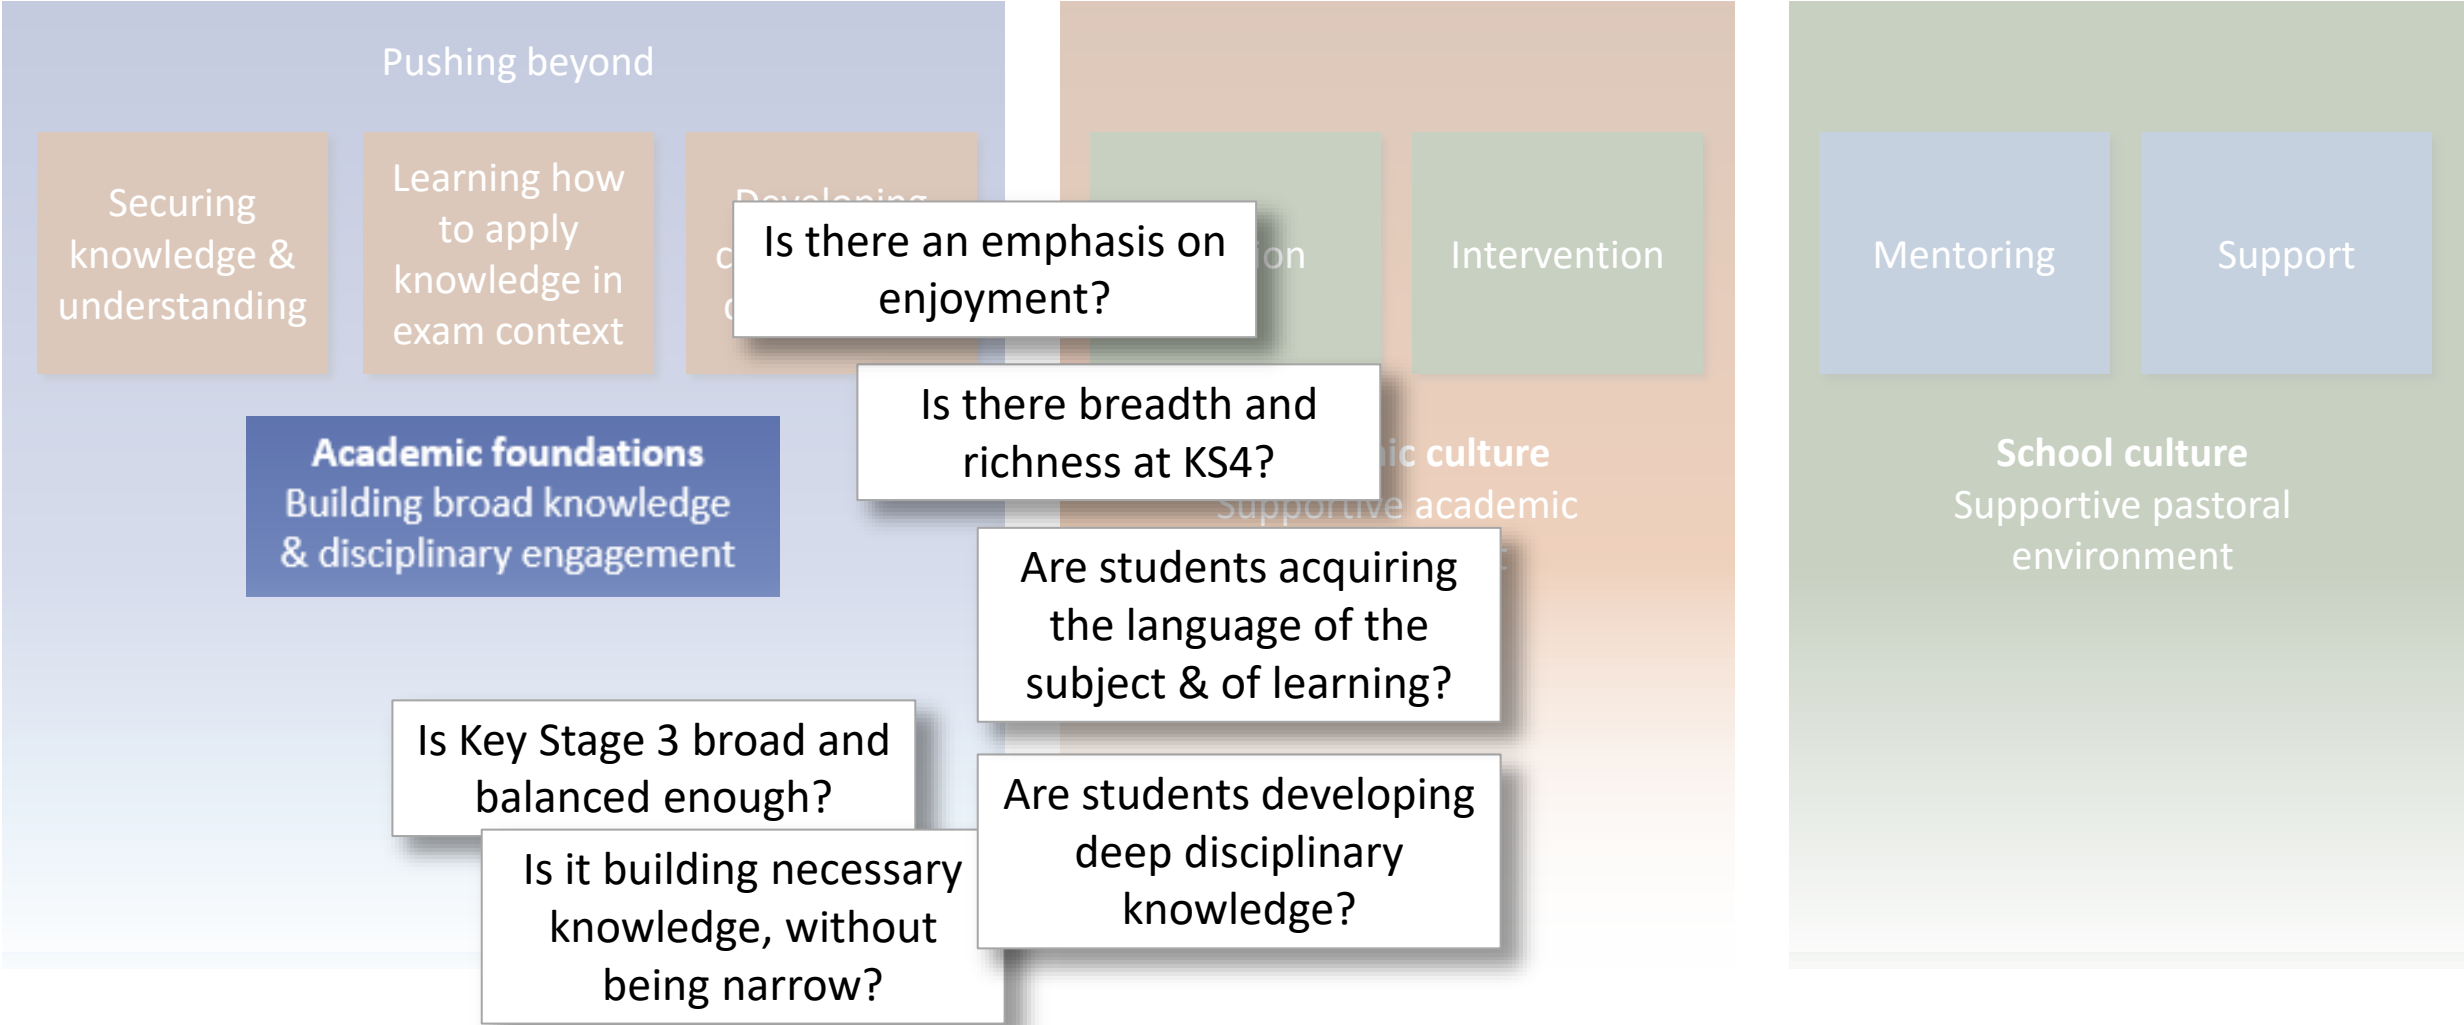 Pushing beyond
Securing
knowledge &
understanding
Learning how
to apply
knowledge in
exam context
Developing
Is there an emphasis on
enjoyment?
Intervention
Mentoring
Support
Is there breadth and
richness at KS4?
Academic foundations
Building broad knowledge
& disciplinary engagement
culture
Supportive academic
School culture
Supportive pastoral
environment
Are students acquiring
the language of the
subject & of learning?
Is Key Stage 3 broad and
balanced enough?
Is it building necessary
knowledge, without
being narrow?
Are students developing
deep disciplinary
knowledge?